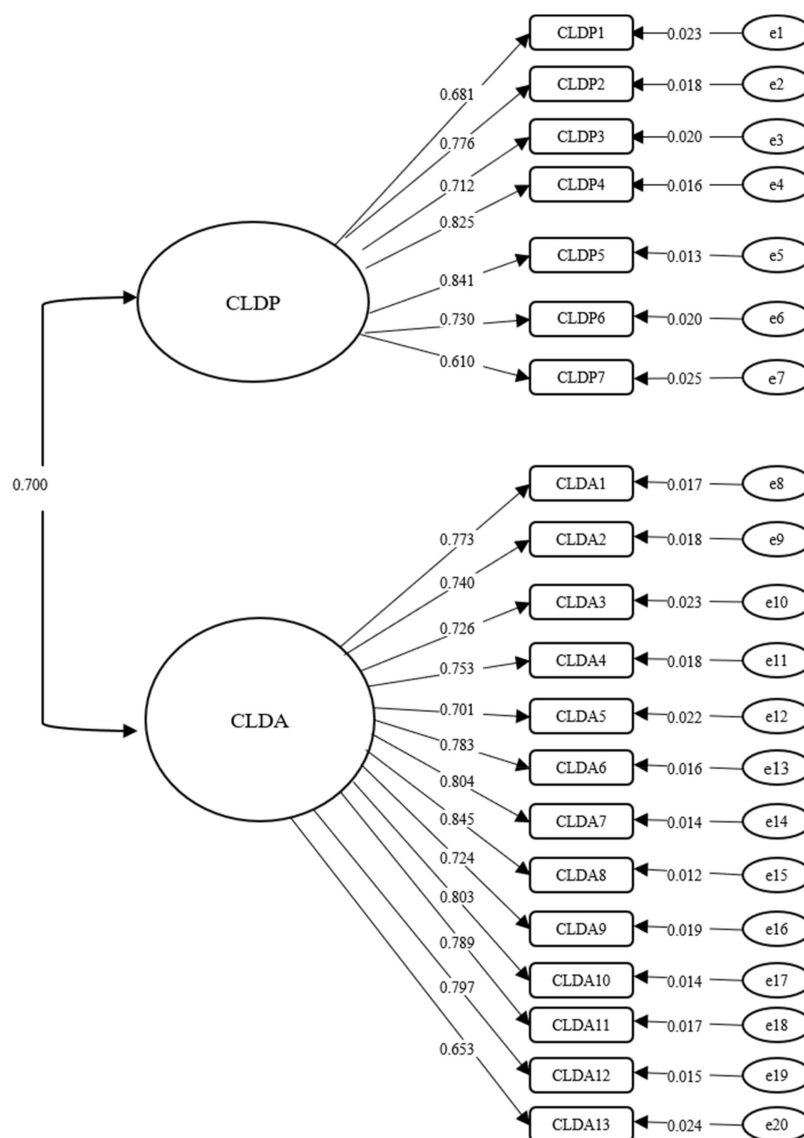 CLDP1
0.023
e1
0.681
CLDP2
0.018
e2
0.776
CLDP3
0.020
e3
0.712
CLDP4
0.016
e4
0.825
CLDP5
0.013
e5
0.841
CLDP
CLDP6
0.020
e6
0.730
CLDP7
0.025
e7
0.610
0.700
CLDA1
0.017
e8
0.773
CLDA2
0.018
e9
0.740
CLDA3
0.023
e10
0.726
CLDA4
0.018
e11
0.753
CLDA
CLDA5
0.022
e12
0.701
CLDA6
0.016
e13
0.783
CLDA7
0.014
e14
0.804
CLDA8
0.012
e15
0.845
CLDA9
0.019
e16
0.724
CLDA10
0.014
e17
0.803
CLDA11
0.017
e18
0.789
CLDA12
0.015
e19
0.797
CLDA13
0.024
e20
0.653